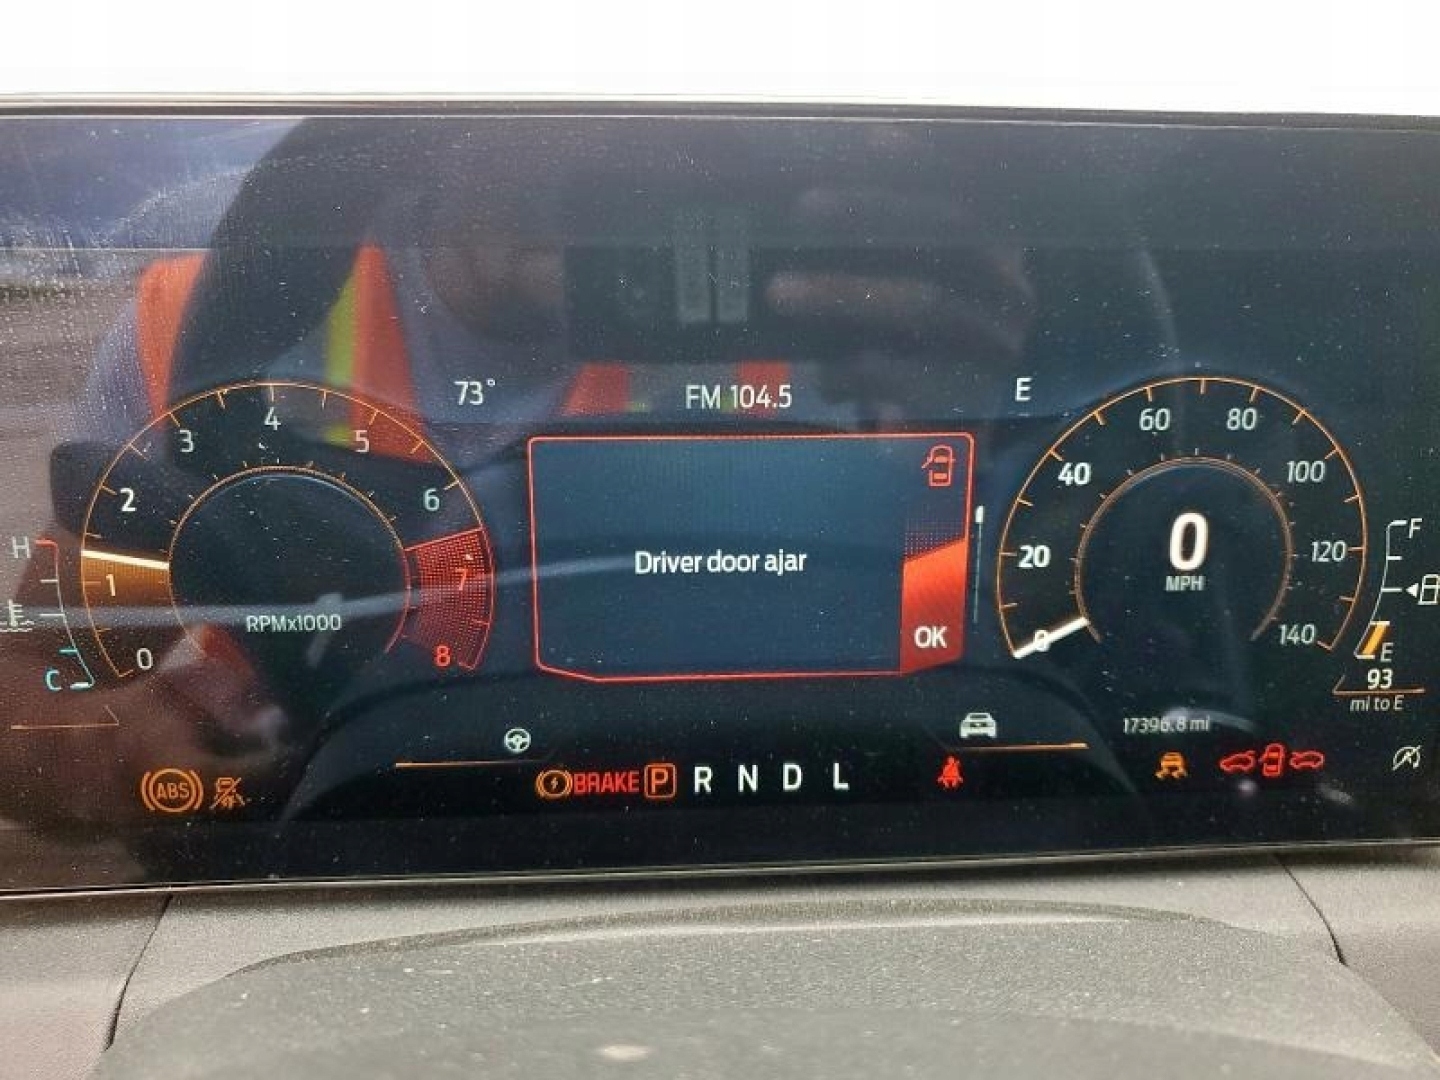 73° FM 104.5 E
4
3 5
2 6
1 7
0 8
RPMx1000
H
C
Driver door ajar
OK
60 80
40 100
20 120
0 140
0
MPH
F
E
93
mi to E
17396.8 mi
ABS
BRAKE P R N D L